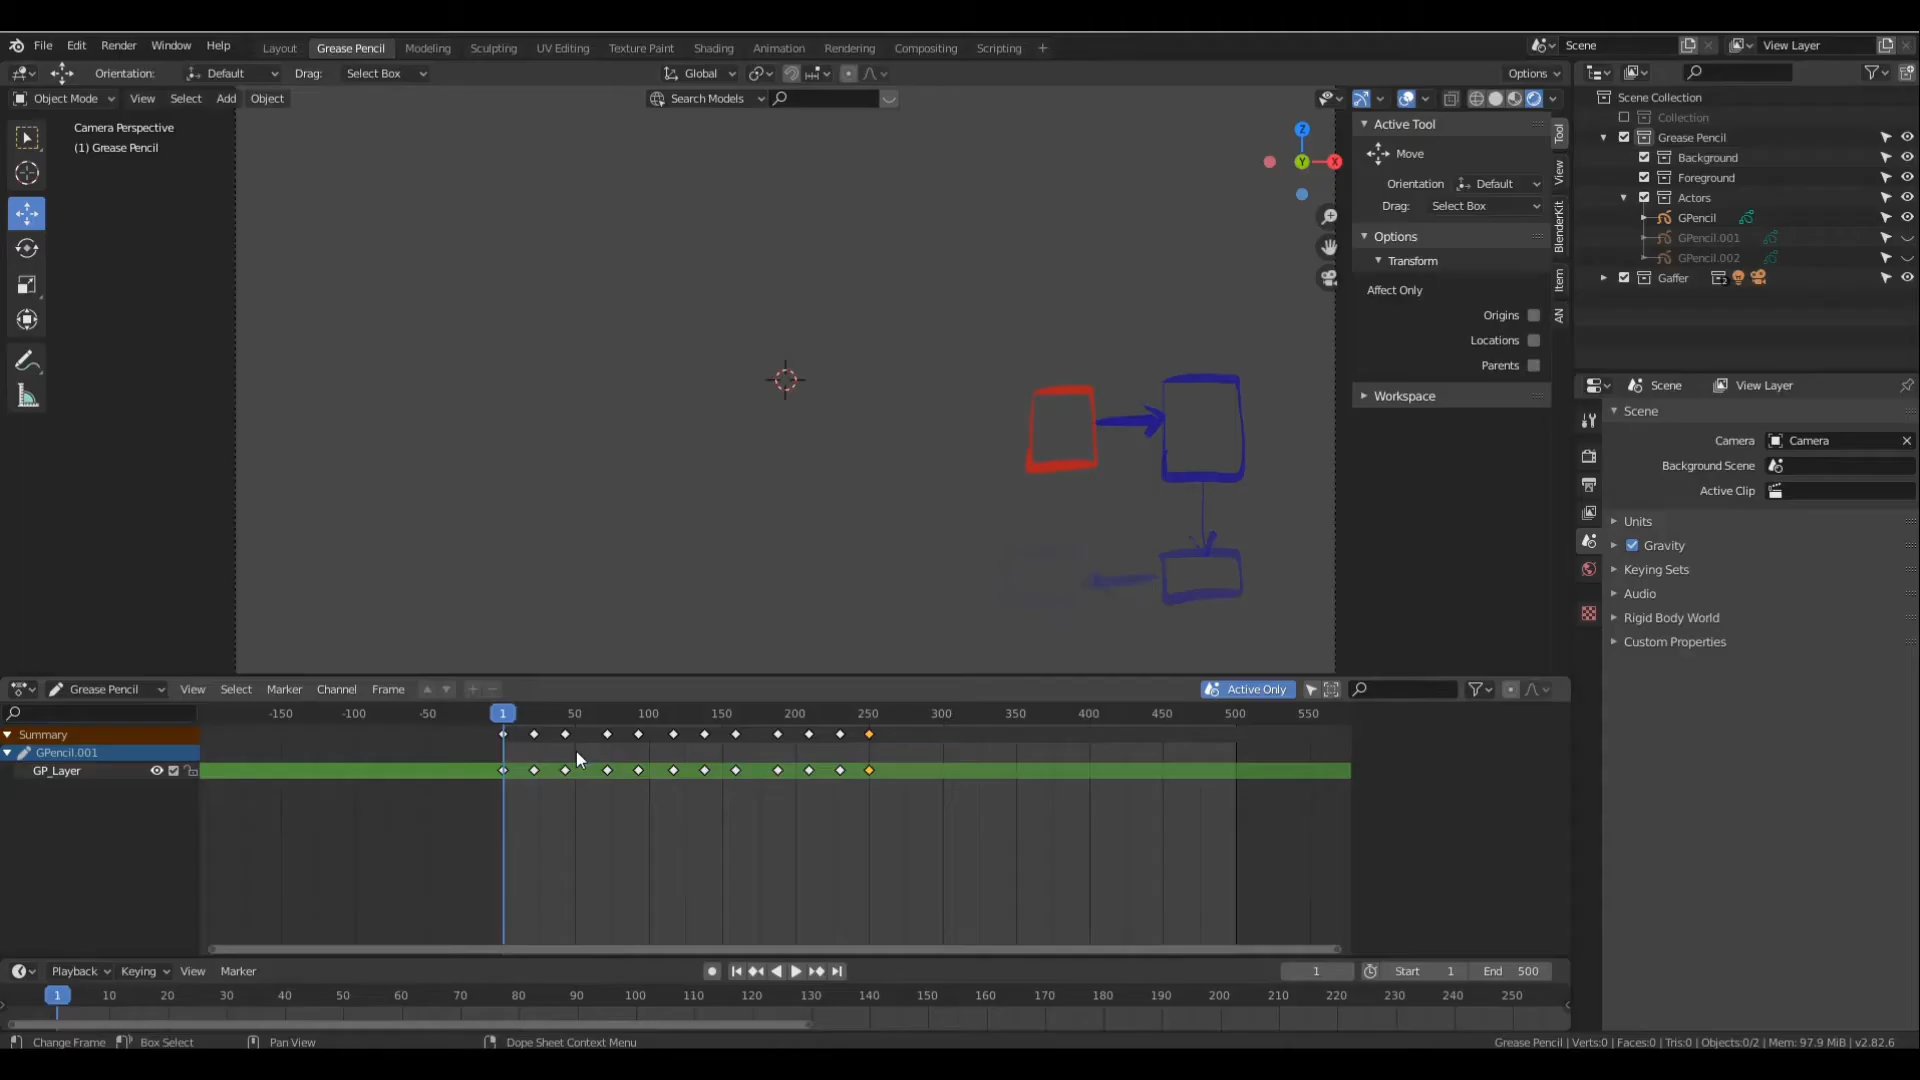 File Edit Render Window Help Layout Grease Pencil Modeling Sculpting UV Editing Texture Paint Shading Animation Rendering Compositing Scripting + Scene View Layer
Orientation: Default Drag: Select Box Global Options
Object Mode View Select Add Object Search Models
Camera Perspective
(1) Grease Pencil
Z
Y
X
Active Tool
Move
Orientation Default
Drag: Select Box
Options
Transform
Affect Only
Origins
Locations
Parents
Workspace
Tool
View
BlenderKit
Item
AN
Scene Collection
Collection
Grease Pencil
Background
Foreground
Actors
GPencil
GPencil.001
GPencil.002
Gaffer 2
Scene View Layer
Scene
Camera Camera
Background Scene
Active Clip
Units
Gravity
Keying Sets
Audio
Rigid Body World
Custom Properties
Grease Pencil View Select Marker Channel Frame Active Only
-150 -100 -50 1 50 100 150 200 250 300 350 400 450 500 550
Summary
GPencil.001
GP_Layer
Playback Keying View Marker 1 Start 1 End 500
1 10 20 30 40 50 60 70 80 90 100 110 120 130 140 150 160 170 180 190 200 210 220 230 240 250
Change Frame Box Select Pan View Dope Sheet Context Menu Grease Pencil | Verts:0 | Faces:0 | Tris:0 | Objects:0/2 | Mem: 97.9 MiB | v2.82.6